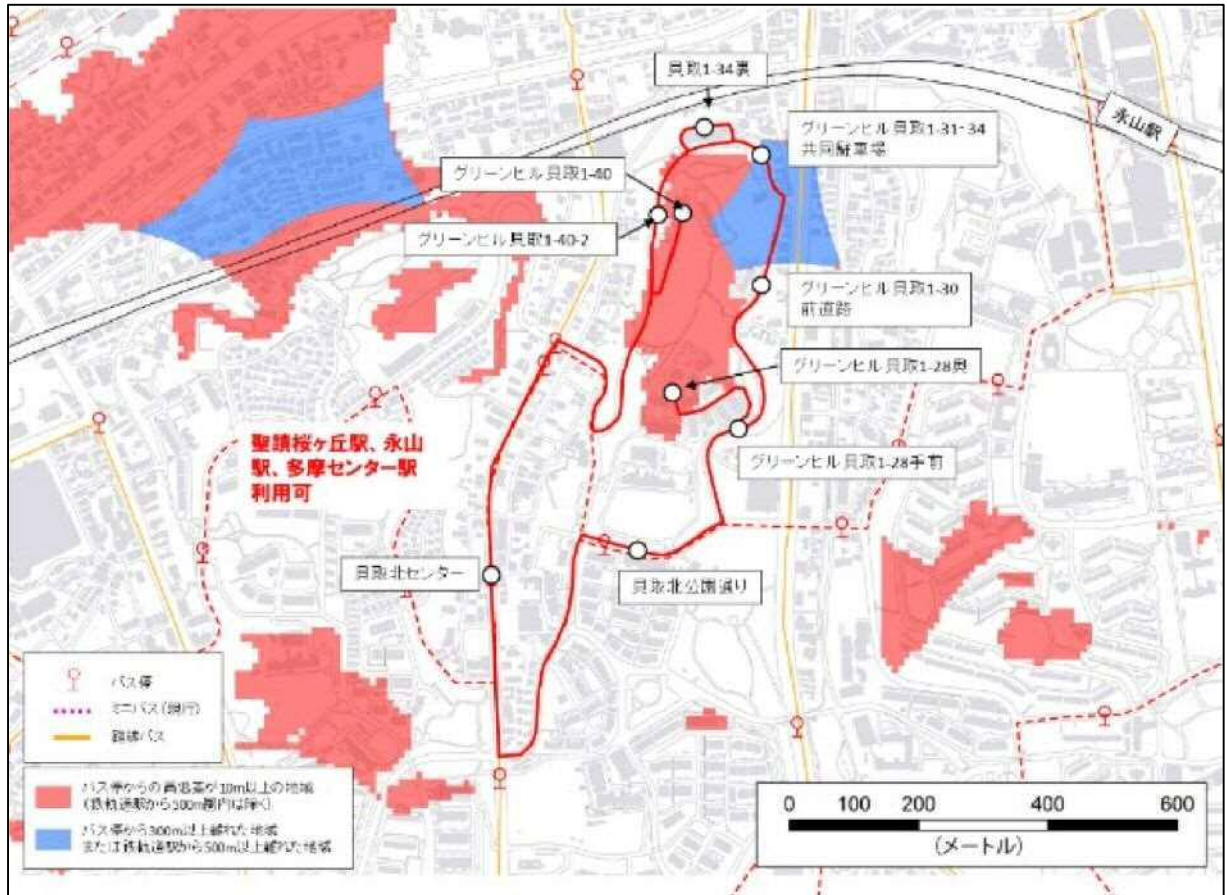 貝取1-34裏
永山駅
グリーンヒル貝取1-31・34
共同駐車場
グリーンヒル貝取1-40
グリーンヒル貝取1-40-2
グリーンヒル貝取1-30
前道路
グリーンヒル貝取1-28奥
聖蹟桜ヶ丘駅、永山
駅、多摩センター駅
利用可
グリーンヒル貝取1-28手前
貝取北センター
貝取北公園通り
バス停
ミニバス(現行)
路線バス
バス停からの高低差が10m以上の地域
(鉄軌道駅から500m圏内は除く)
バス停から300m以上離れた地域
または鉄軌道駅から500m以上離れた地域
0 100 200 400 600
(メートル)